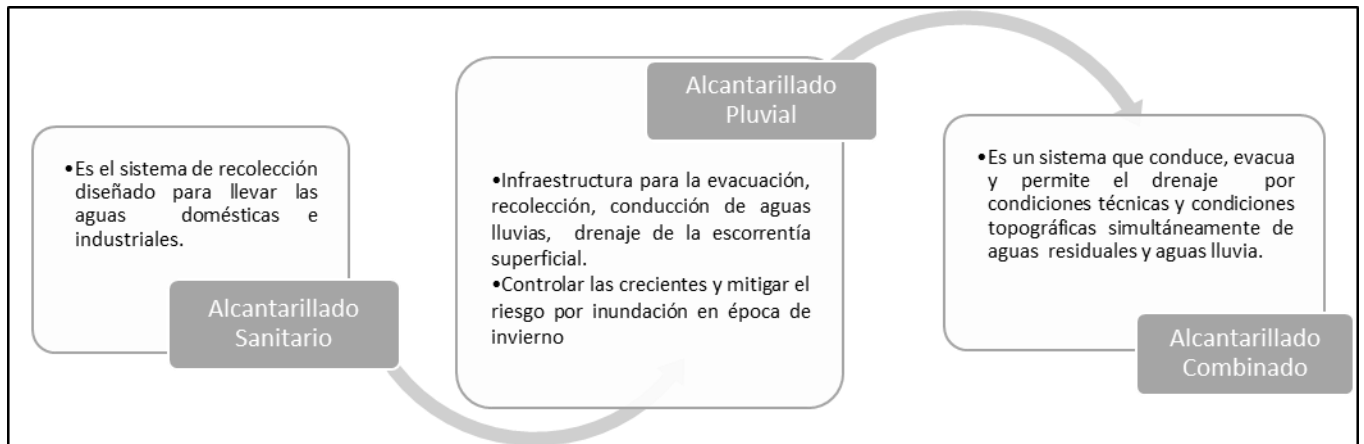 •Es el sistema de recolección
diseñado para llevar las
aguas domésticas e
industriales.
Alcantarillado
Sanitario
Alcantarillado
Pluvial
•Infraestructura para la evacuación,
recolección, conducción de aguas
lluvias, drenaje de la escorrentía
superficial.
•Controlar las crecientes y mitigar el
riesgo por inundación en época de
invierno
•Es un sistema que conduce, evacua
y permite el drenaje por
condiciones técnicas y condiciones
topográficas simultáneamente de
aguas residuales y aguas lluvia.
Alcantarillado
Combinado